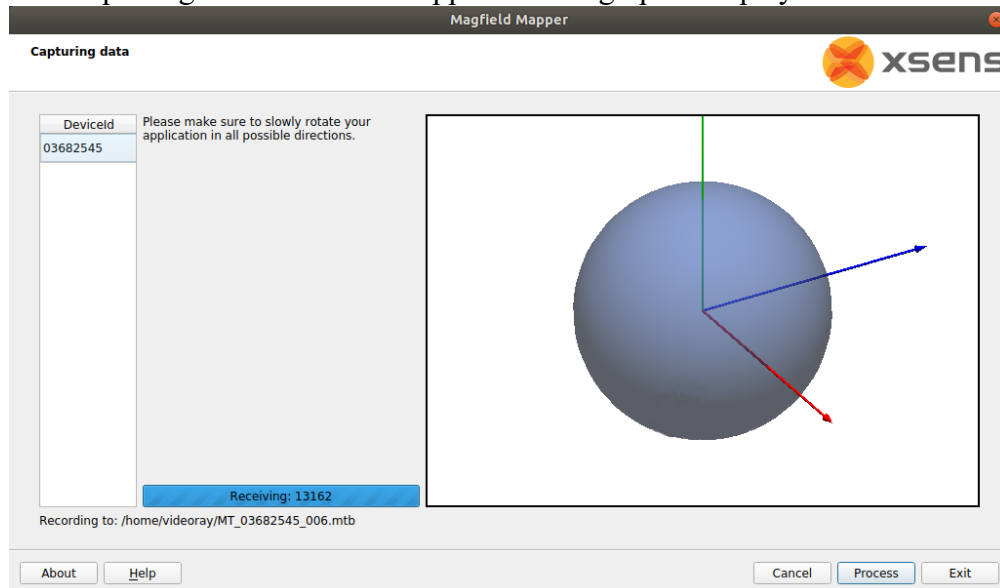 Magfield Mapper
Capturing data
xsens
DeviceId
03682545
Please make sure to slowly rotate your
application in all possible directions.
Receiving: 13162
Recording to: /home/videoray/MT_03682545_006.mtb
About
Help
Cancel
Process
Exit